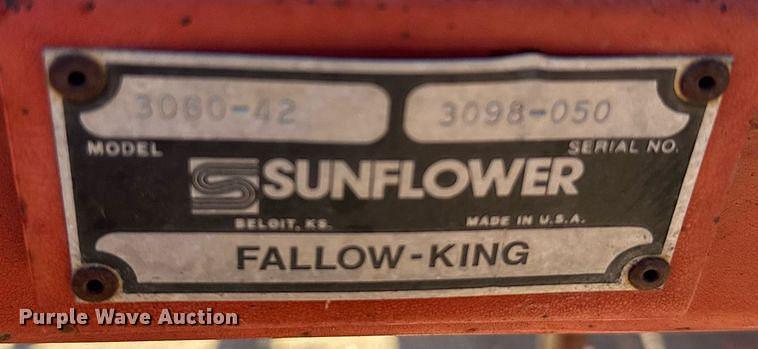 3060-42 3098-050
MODEL SERIAL NO.
SUNFLOWER
BELOIT, KS. MADE IN U.S.A.
FALLOW-KING
Purple Wave Auction